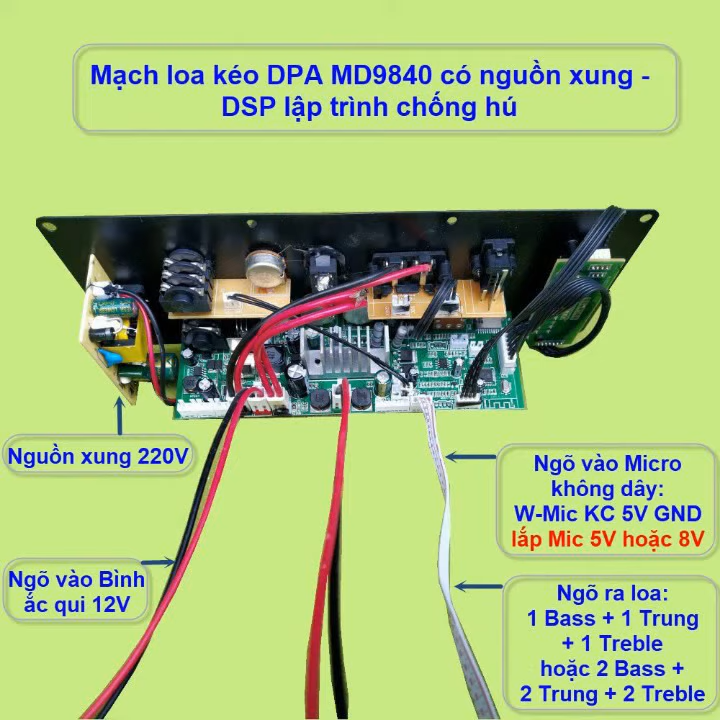 Mạch loa kéo DPA MD9840 có nguồn xung -
DSP lập trình chống hú
Nguồn xung 220V
Ngõ vào Micro
không dây:
W-Mic KC 5V GND
lắp Mic 5V hoặc 8V
Ngõ vào Bình
ắc qui 12V
Ngõ ra loa:
1 Bass + 1 Trung
+ 1 Treble
hoặc 2 Bass +
2 Trung + 2 Treble